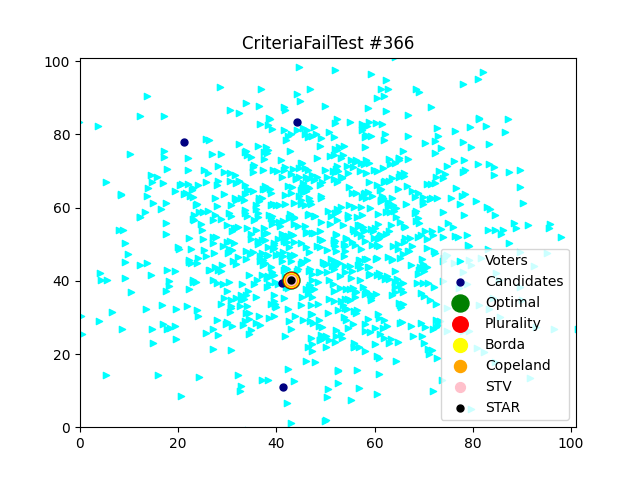 CriteriaFailTest #366
100
80
60
40
20
0
0
20
40
60
80
100
Voters
Candidates
Optimal
Plurality
Borda
Copeland
STV
STAR